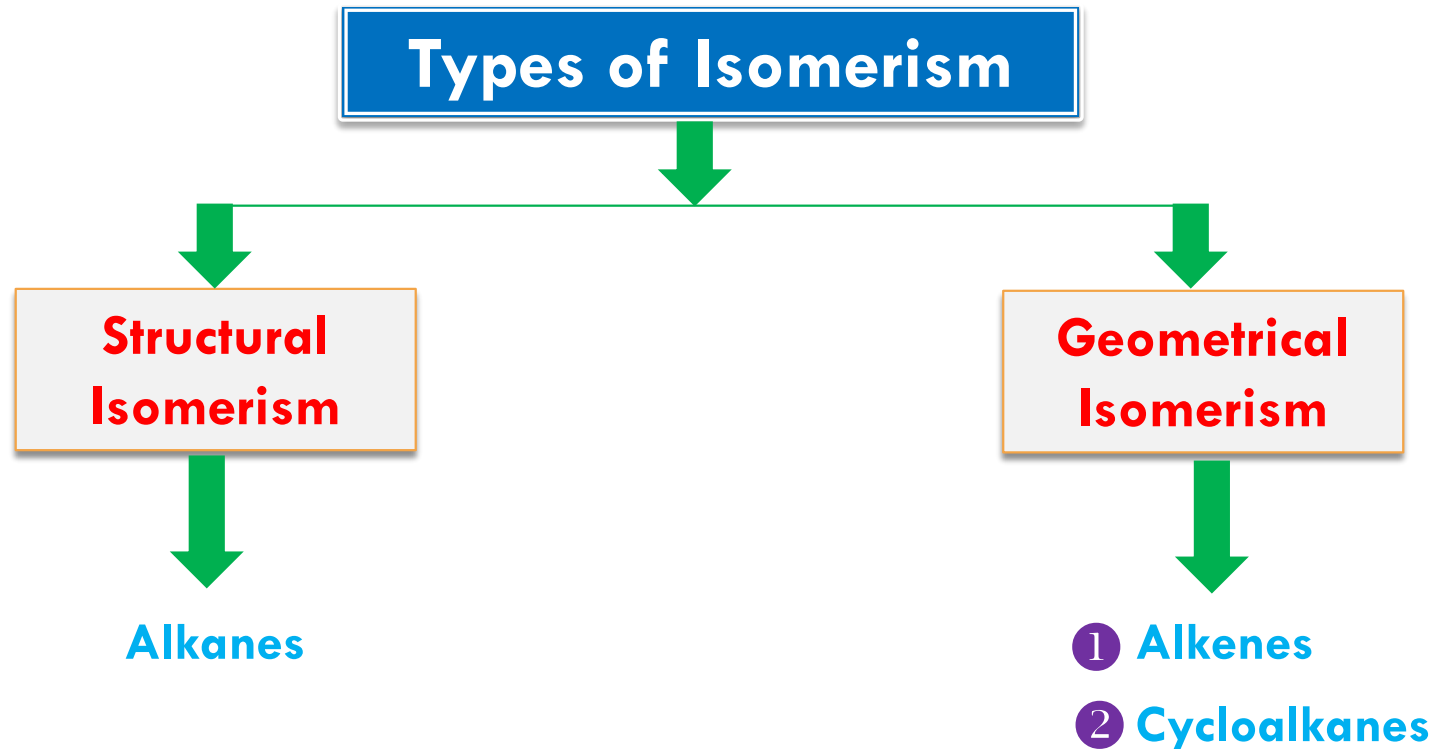 Types of Isomerism
Structural
Isomerism
Geometrical
Isomerism
Alkanes
1 Alkenes
2 Cycloalkanes